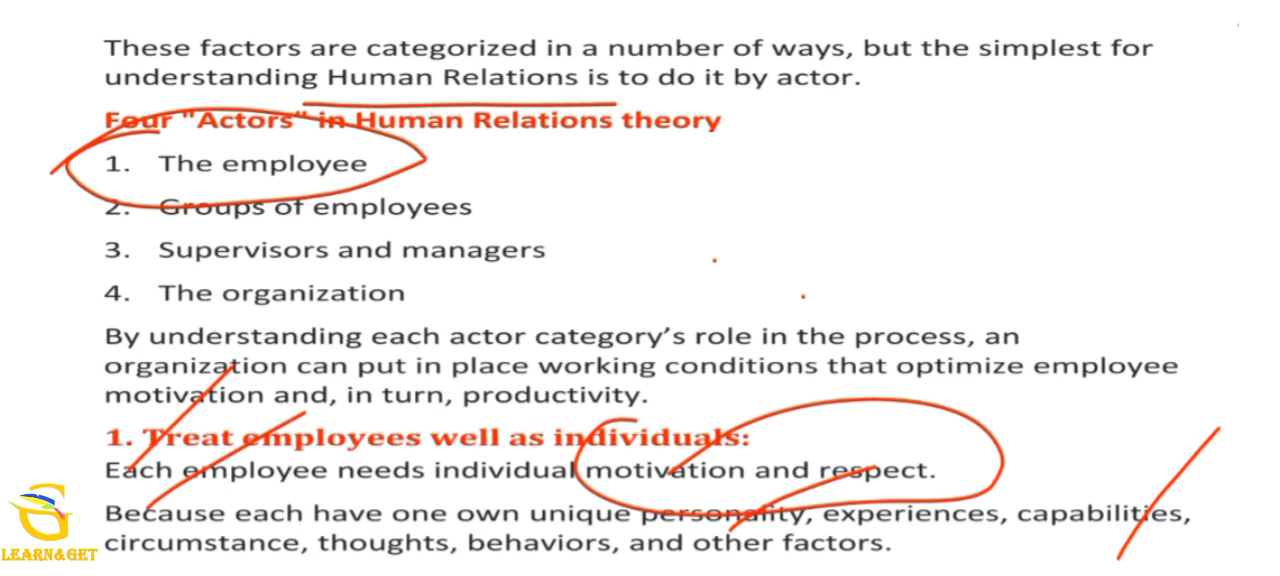 These factors are categorized in a number of ways, but the simplest for
understanding Human Relations is to do it by actor.
Four "Actors" in Human Relations theory
1. The employee
2. Groups of employees
3. Supervisors and managers
4. The organization
By understanding each actor category's role in the process, an
organization can put in place working conditions that optimize employee
motivation and, in turn, productivity.
1. Treat employees well as individuals:
Each employee needs individual motivation and respect.
Because each have one own unique personality, experiences, capabilities,
circumstance, thoughts, behaviors, and other factors.
LEARN&GET